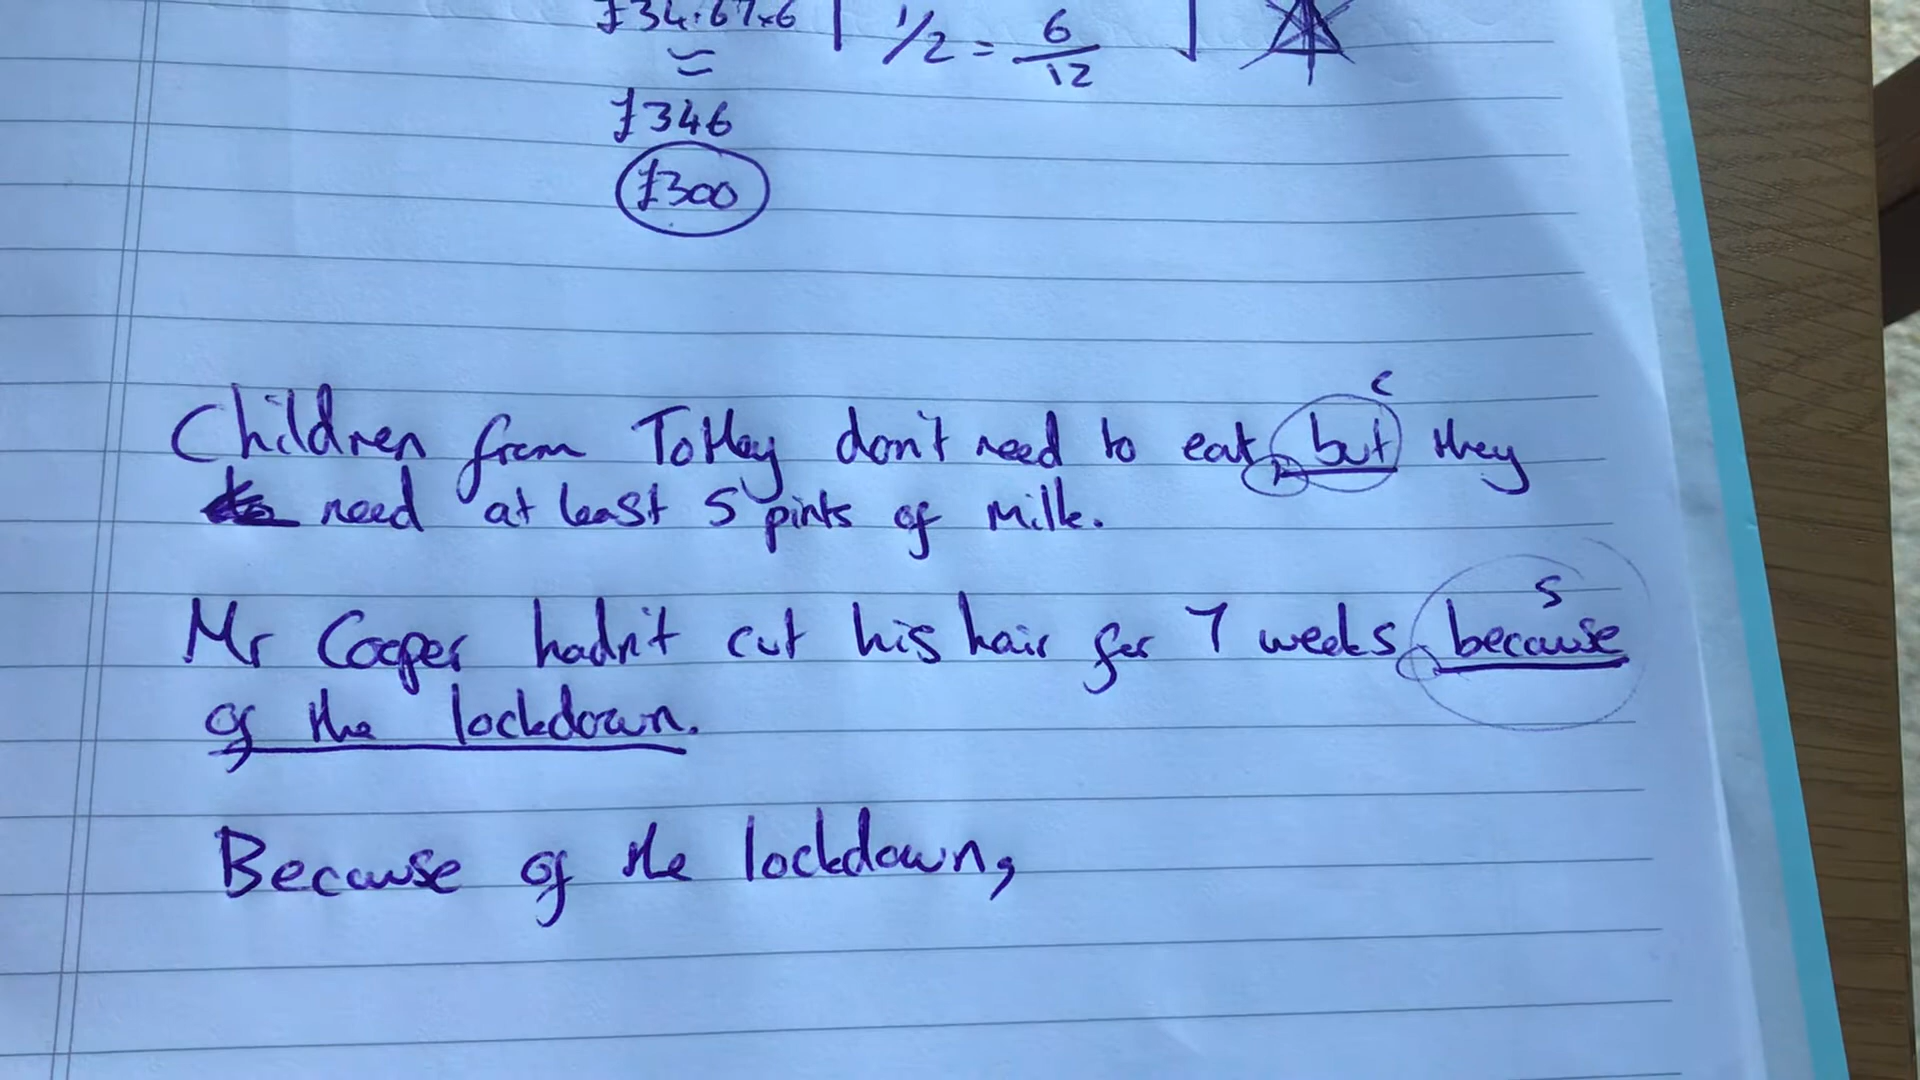 £34.67x6
≈
£346
£300
1/2 = 6/12
c
Children from Totley don't need to eat, but they
need at least 5 pints of milk.
s
Mr Cooper hadn't cut his hair for 7 weeks because
of the lockdown.
Because of the lockdown,